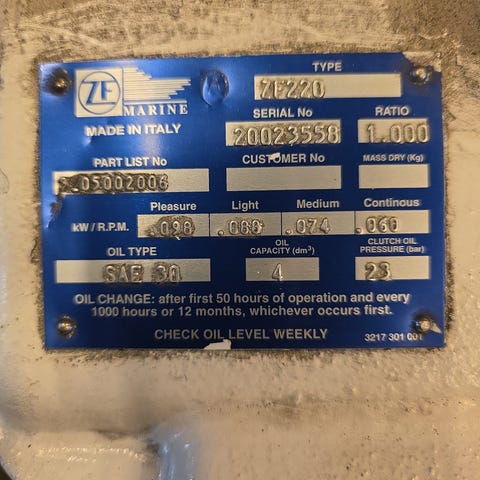 ZF
MARINE
MADE IN ITALY
TYPE
ZF220
SERIAL No
RATIO
20023558
1.000
PART LIST No
CUSTOMER No
MASS DRY (Kg)
Pleasure Light Medium Continous
kW / R.P.M. .098 .080 .074 .060
OIL TYPE
OIL CAPACITY (dm³)
CLUTCH OIL PRESSURE (bar)
SAE 30
4
23
OIL CHANGE: after first 50 hours of operation and every
1000 hours or 12 months, whichever occurs first.
CHECK OIL LEVEL WEEKLY
3217 301 001